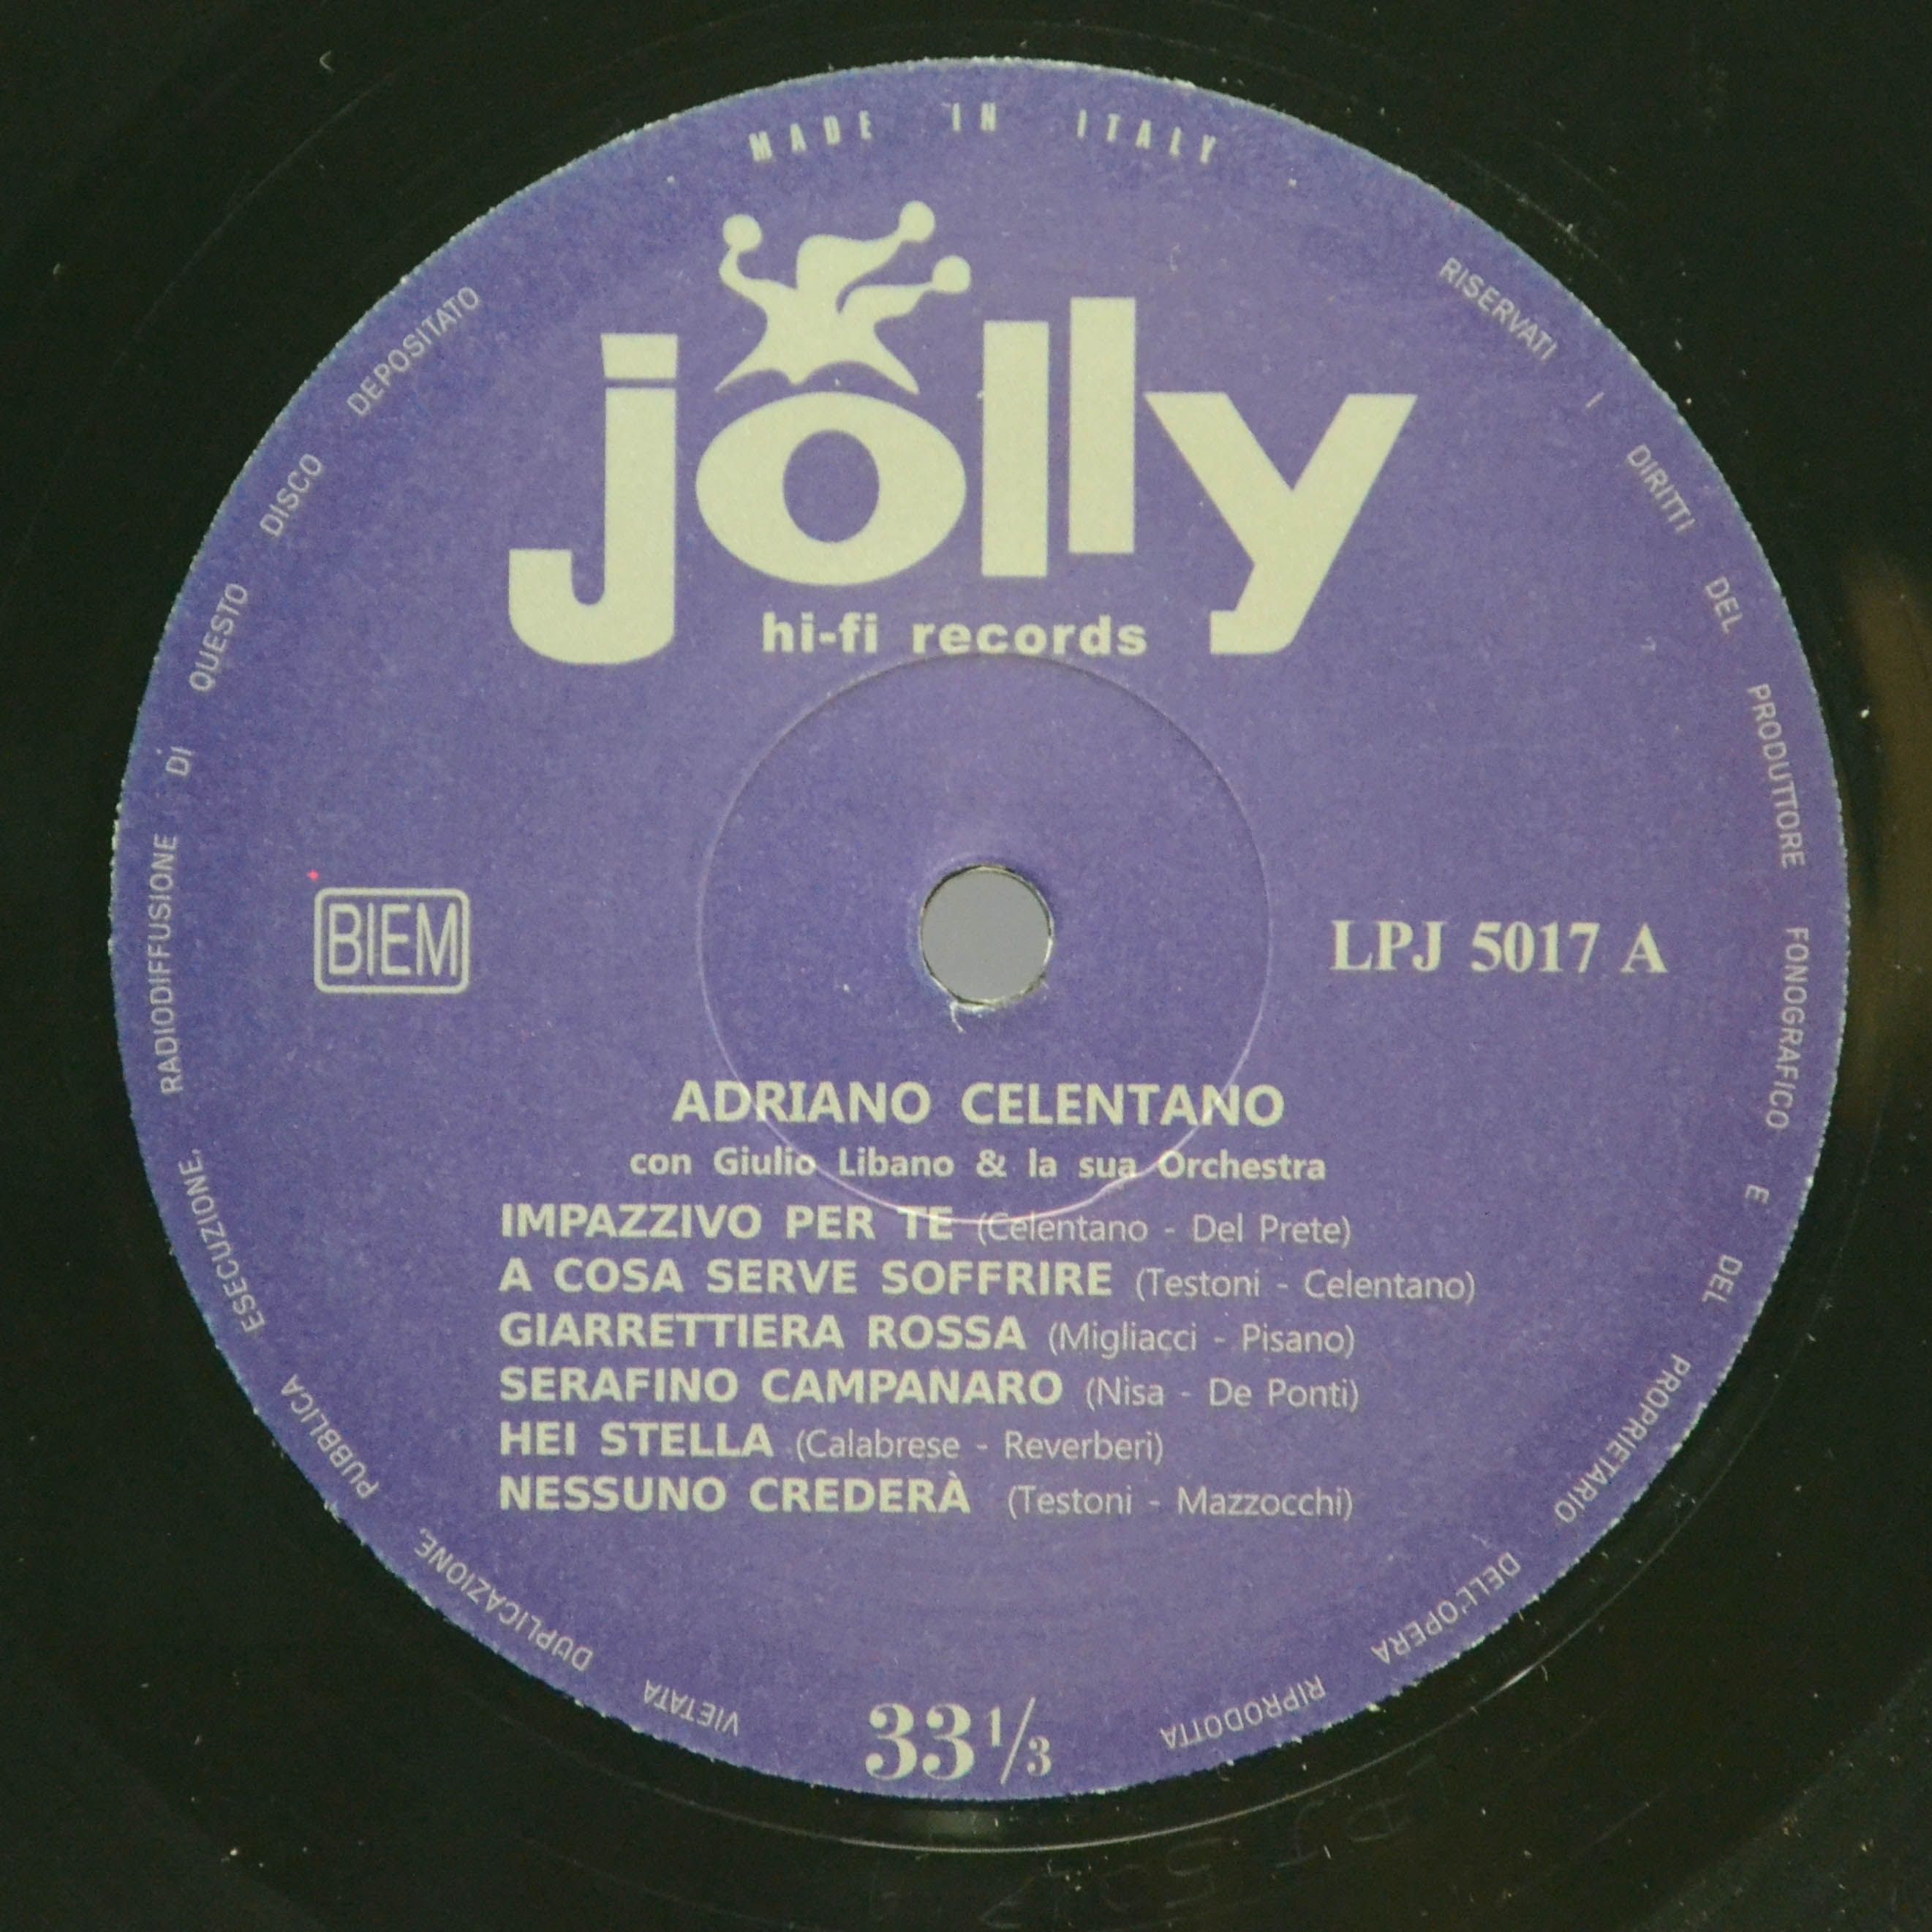 MADE IN ITALY
RISERVATI I DIRITTI DEL PRODUTTORE FONOGRAFICO E DEL PROPRIETARIO DELL'OPERA RIPRODOTTA
VIETATA DUPLICAZIONE, PUBBLICA ESECUZIONE, RADIODIFFUSIONE DI QUESTO DISCO DEPOSITATO
jolly
hi-fi records
BIEM
LPJ 5017 A
ADRIANO CELENTANO
con Giulio Libano & la sua Orchestra
IMPAZZIVO PER TE (Celentano - Del Prete)
A COSA SERVE SOFFRIRE (Testoni - Celentano)
GIARRETTIERA ROSSA (Migliacci - Pisano)
SERAFINO CAMPANARO (Nisa - De Ponti)
HEI STELLA (Calabrese - Reverberi)
NESSUNO CREDERÀ (Testoni - Mazzocchi)
33 1/3